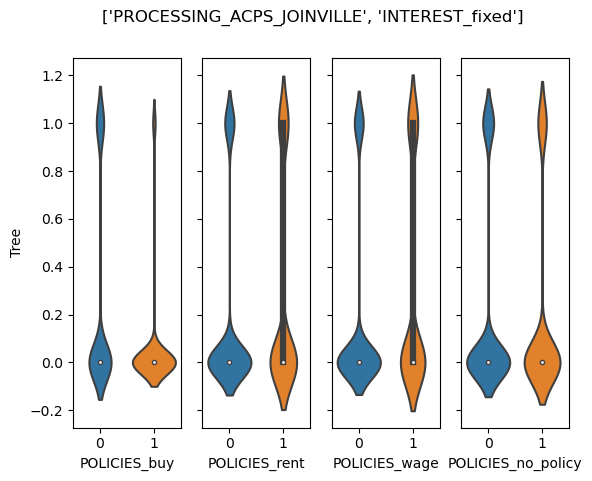 ['PROCESSING_ACPS_JOINVILLE', 'INTEREST_fixed']
1.2
1.0
0.8
0.6
0.4
0.2
0.0
−0.2
Tree
0 1 0 1 0 1 0 1
POLICIES_buy POLICIES_rent POLICIES_wage POLICIES_no_policy